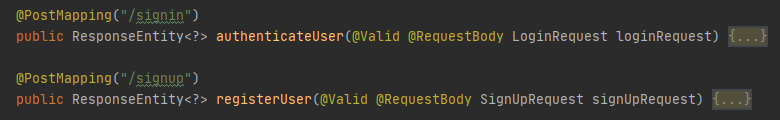 @PostMapping("/signin")
public ResponseEntity<?> authenticateUser(@Valid @RequestBody LoginRequest loginRequest) {...}
@PostMapping("/signup")
public ResponseEntity<?> registerUser(@Valid @RequestBody SignUpRequest signUpRequest) {...}